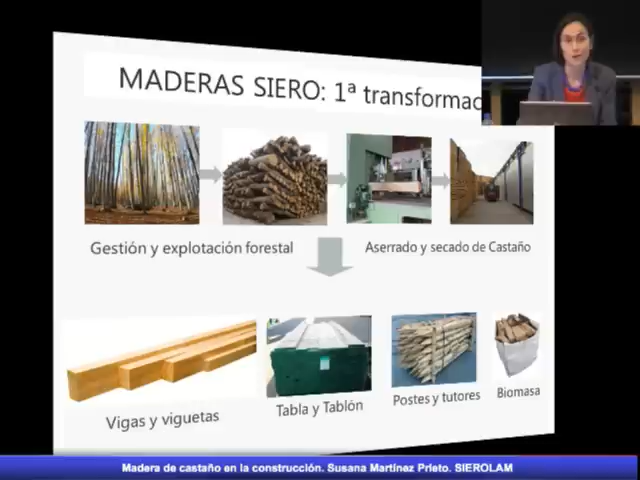 MADERAS SIERO: 1ª transformac
Gestión y explotación forestal
Aserrado y secado de Castaño
Vigas y viguetas
Tabla y Tablón
Postes y tutores
Biomasa
Madera de castaño en la construcción. Susana Martínez Prieto. SIEROLAM